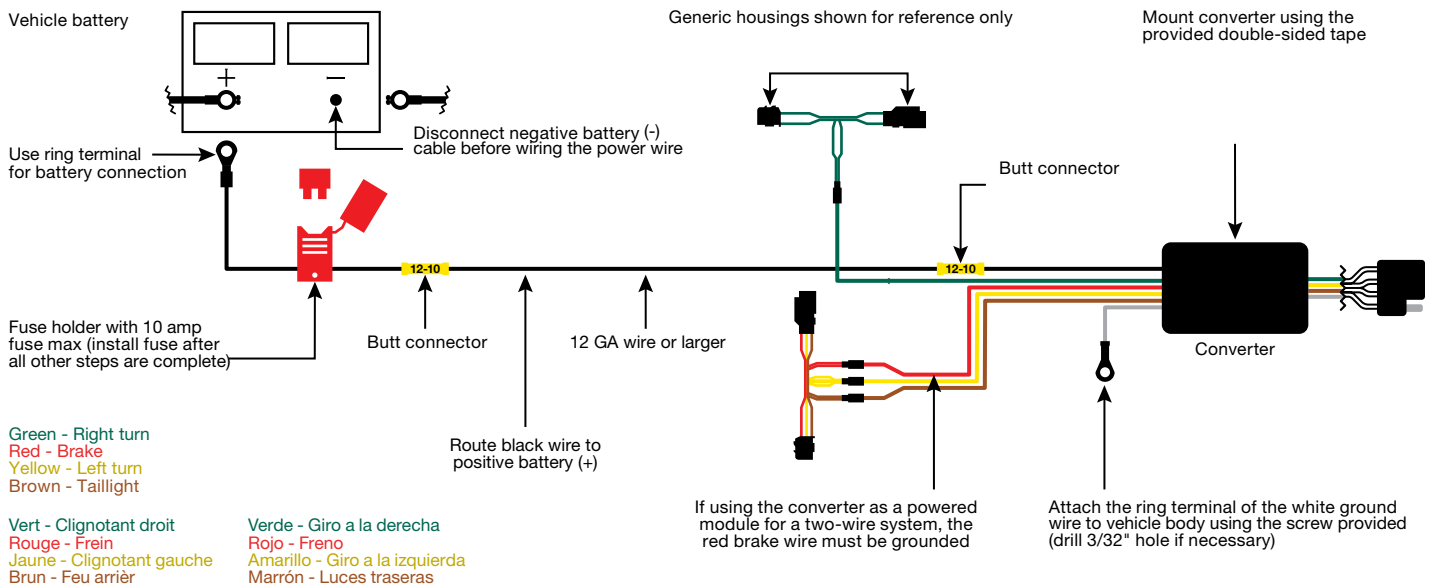 Vehicle battery
Generic housings shown for reference only
Mount converter using the
provided double-sided tape
+
−
Disconnect negative battery (-)
cable before wiring the power wire
Use ring terminal
for battery connection
Butt connector
12-10
12-10
Fuse holder with 10 amp
fuse max (install fuse after
all other steps are complete)
Butt connector
12 GA wire or larger
Converter
Route black wire to
positive battery (+)
Green - Right turn
Red - Brake
Yellow - Left turn
Brown - Taillight
If using the converter as a powered
module for a two-wire system, the
red brake wire must be grounded
Attach the ring terminal of the white ground
wire to vehicle body using the screw provided
(drill 3/32" hole if necessary)
Vert - Clignotant droit
Rouge - Frein
Jaune - Clignotant gauche
Brun - Feu arrièr
Verde - Giro a la derecha
Rojo - Freno
Amarillo - Giro a la izquierda
Marrón - Luces traseras